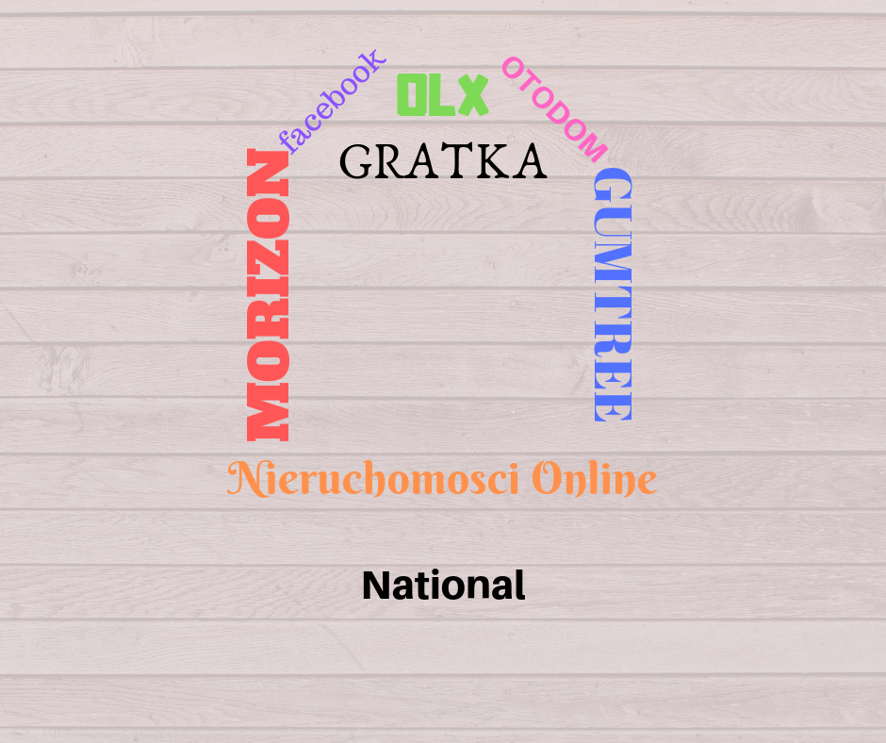 facebook
OLX
OTODOM
GRATKA
MORIZON
GUMTREE
Nieruchomosci Online
National